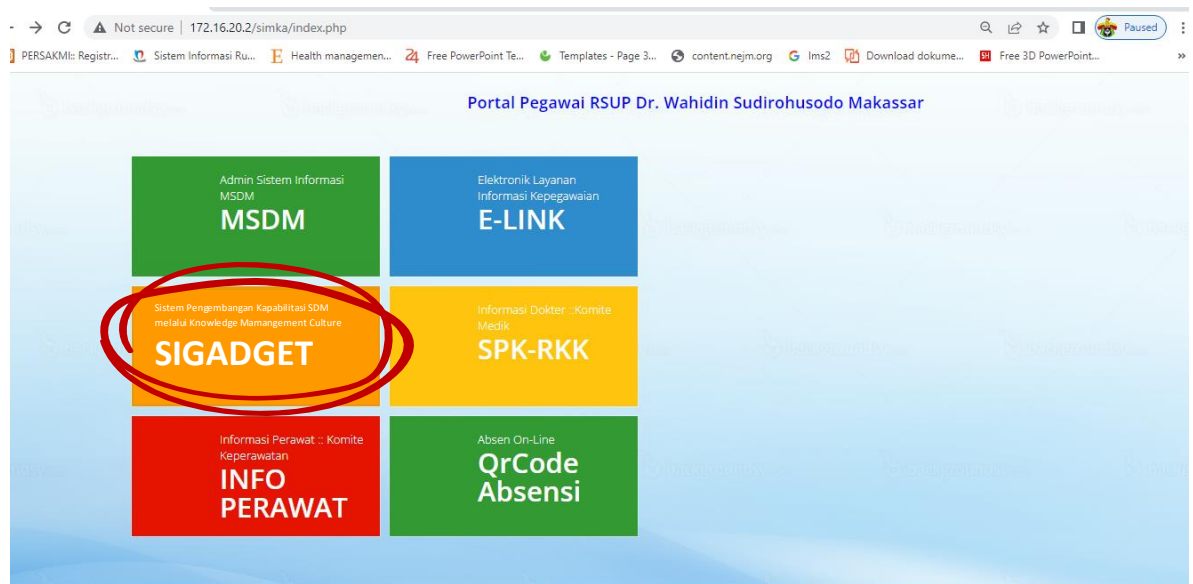 Not secure | 172.16.20.2/simka/index.php
Paused
PERSAKMI:: Registr... Sistem Informasi Ru... Health managemen... Free PowerPoint Te... Templates - Page 3... content.nejm.org lms2 Download dokume... Free 3D PowerPoint... »
Portal Pegawai RSUP Dr. Wahidin Sudirohusodo Makassar
Admin Sistem Informasi
MSDM
MSDM
Elektronik Layanan
Informasi Kepegawaian
E-LINK
Sistem Pengembangan Kapabilitasi SDM
melalui Knowledge Mamangement Culture
SIGADGET
Informasi Dokter ::Komite
Medik
SPK-RKK
Informasi Perawat :: Komite
Keperawatan
INFO
PERAWAT
Absen On-Line
QrCode
Absensi